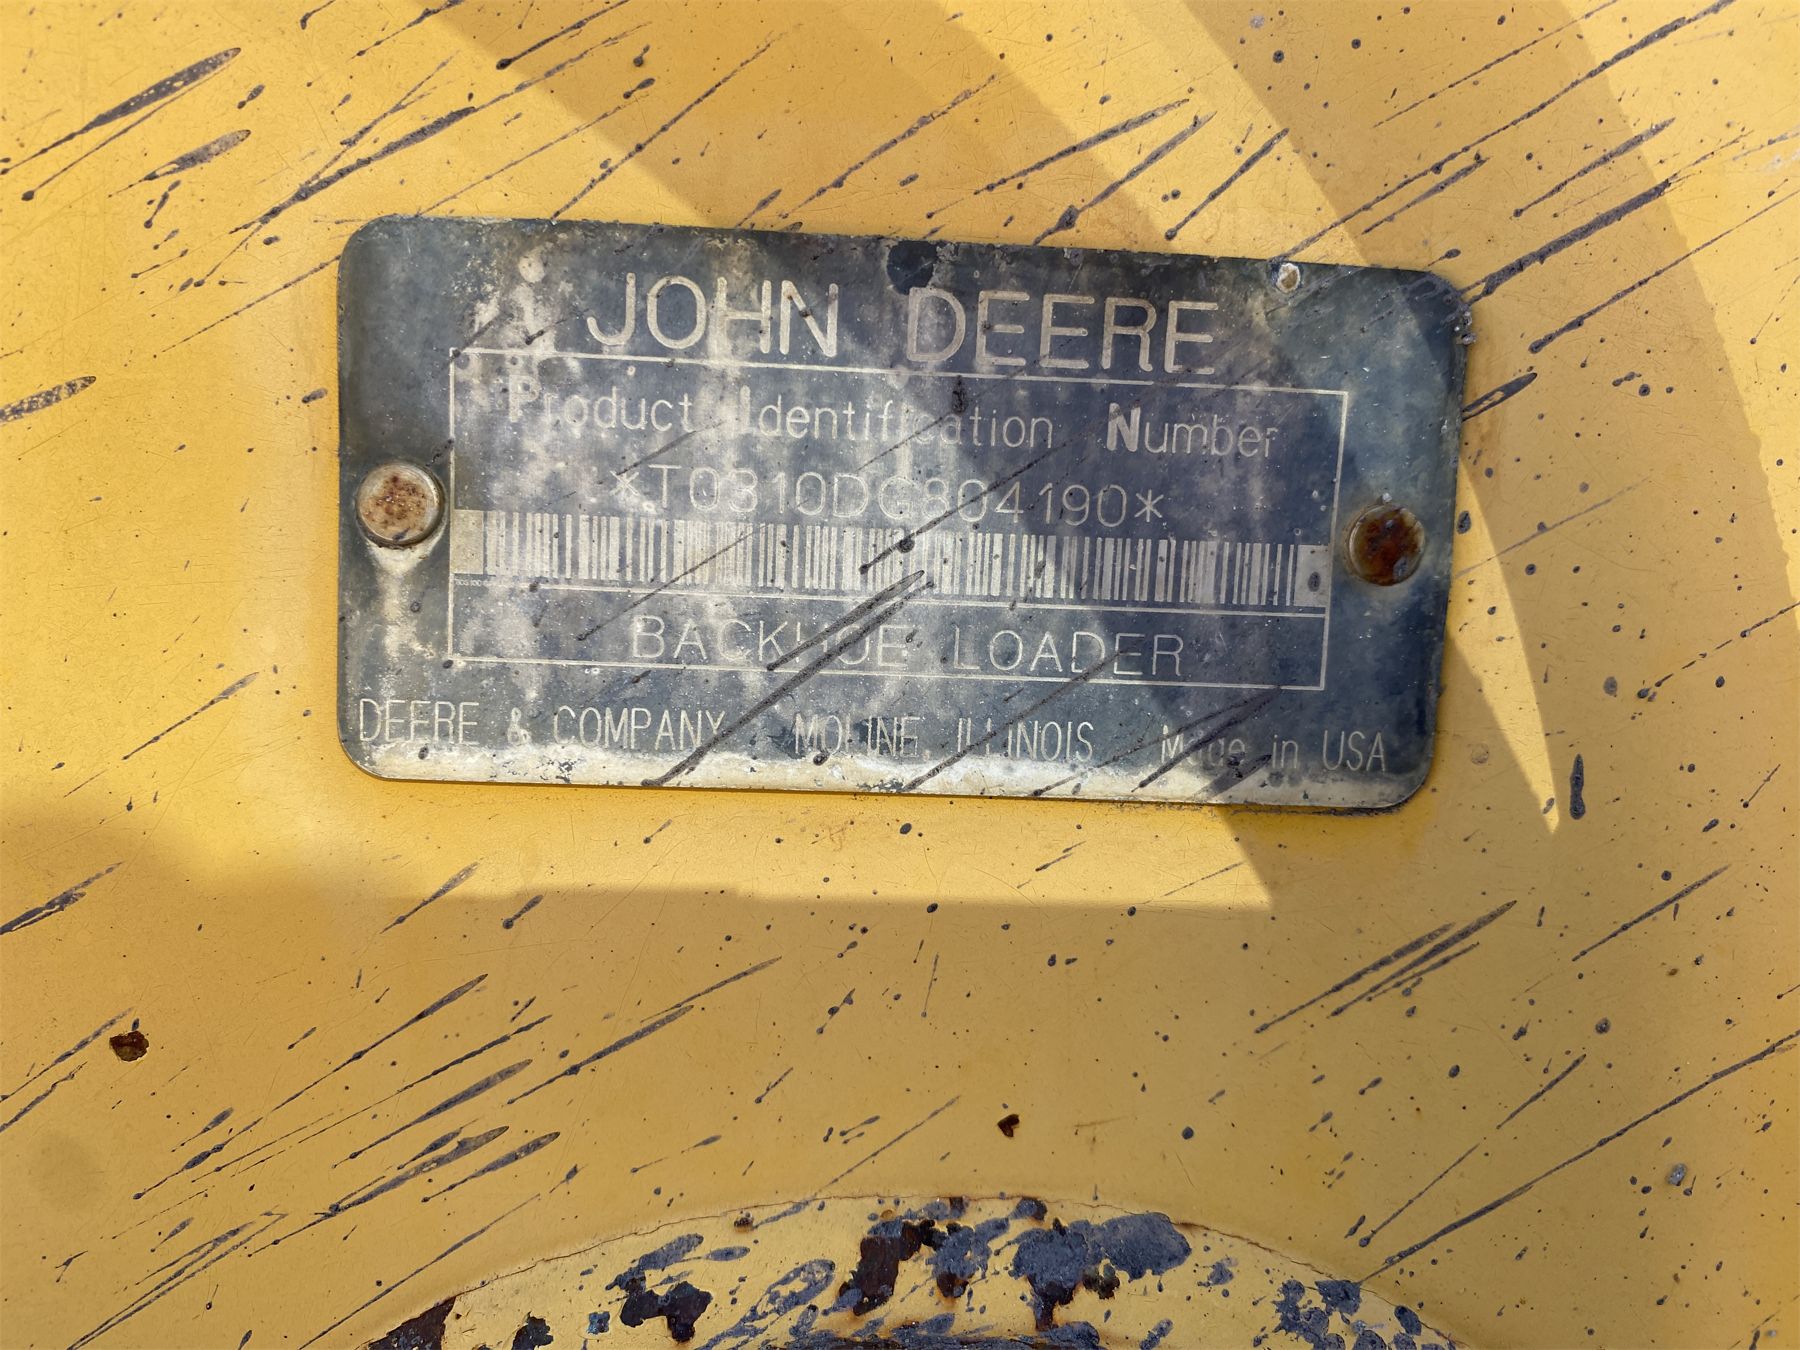 JOHN DEERE
Product Identification Number
*T0310DG804190*
BACKHOE LOADER
DEERE & COMPANY MOLINE, ILLINOIS Made in USA